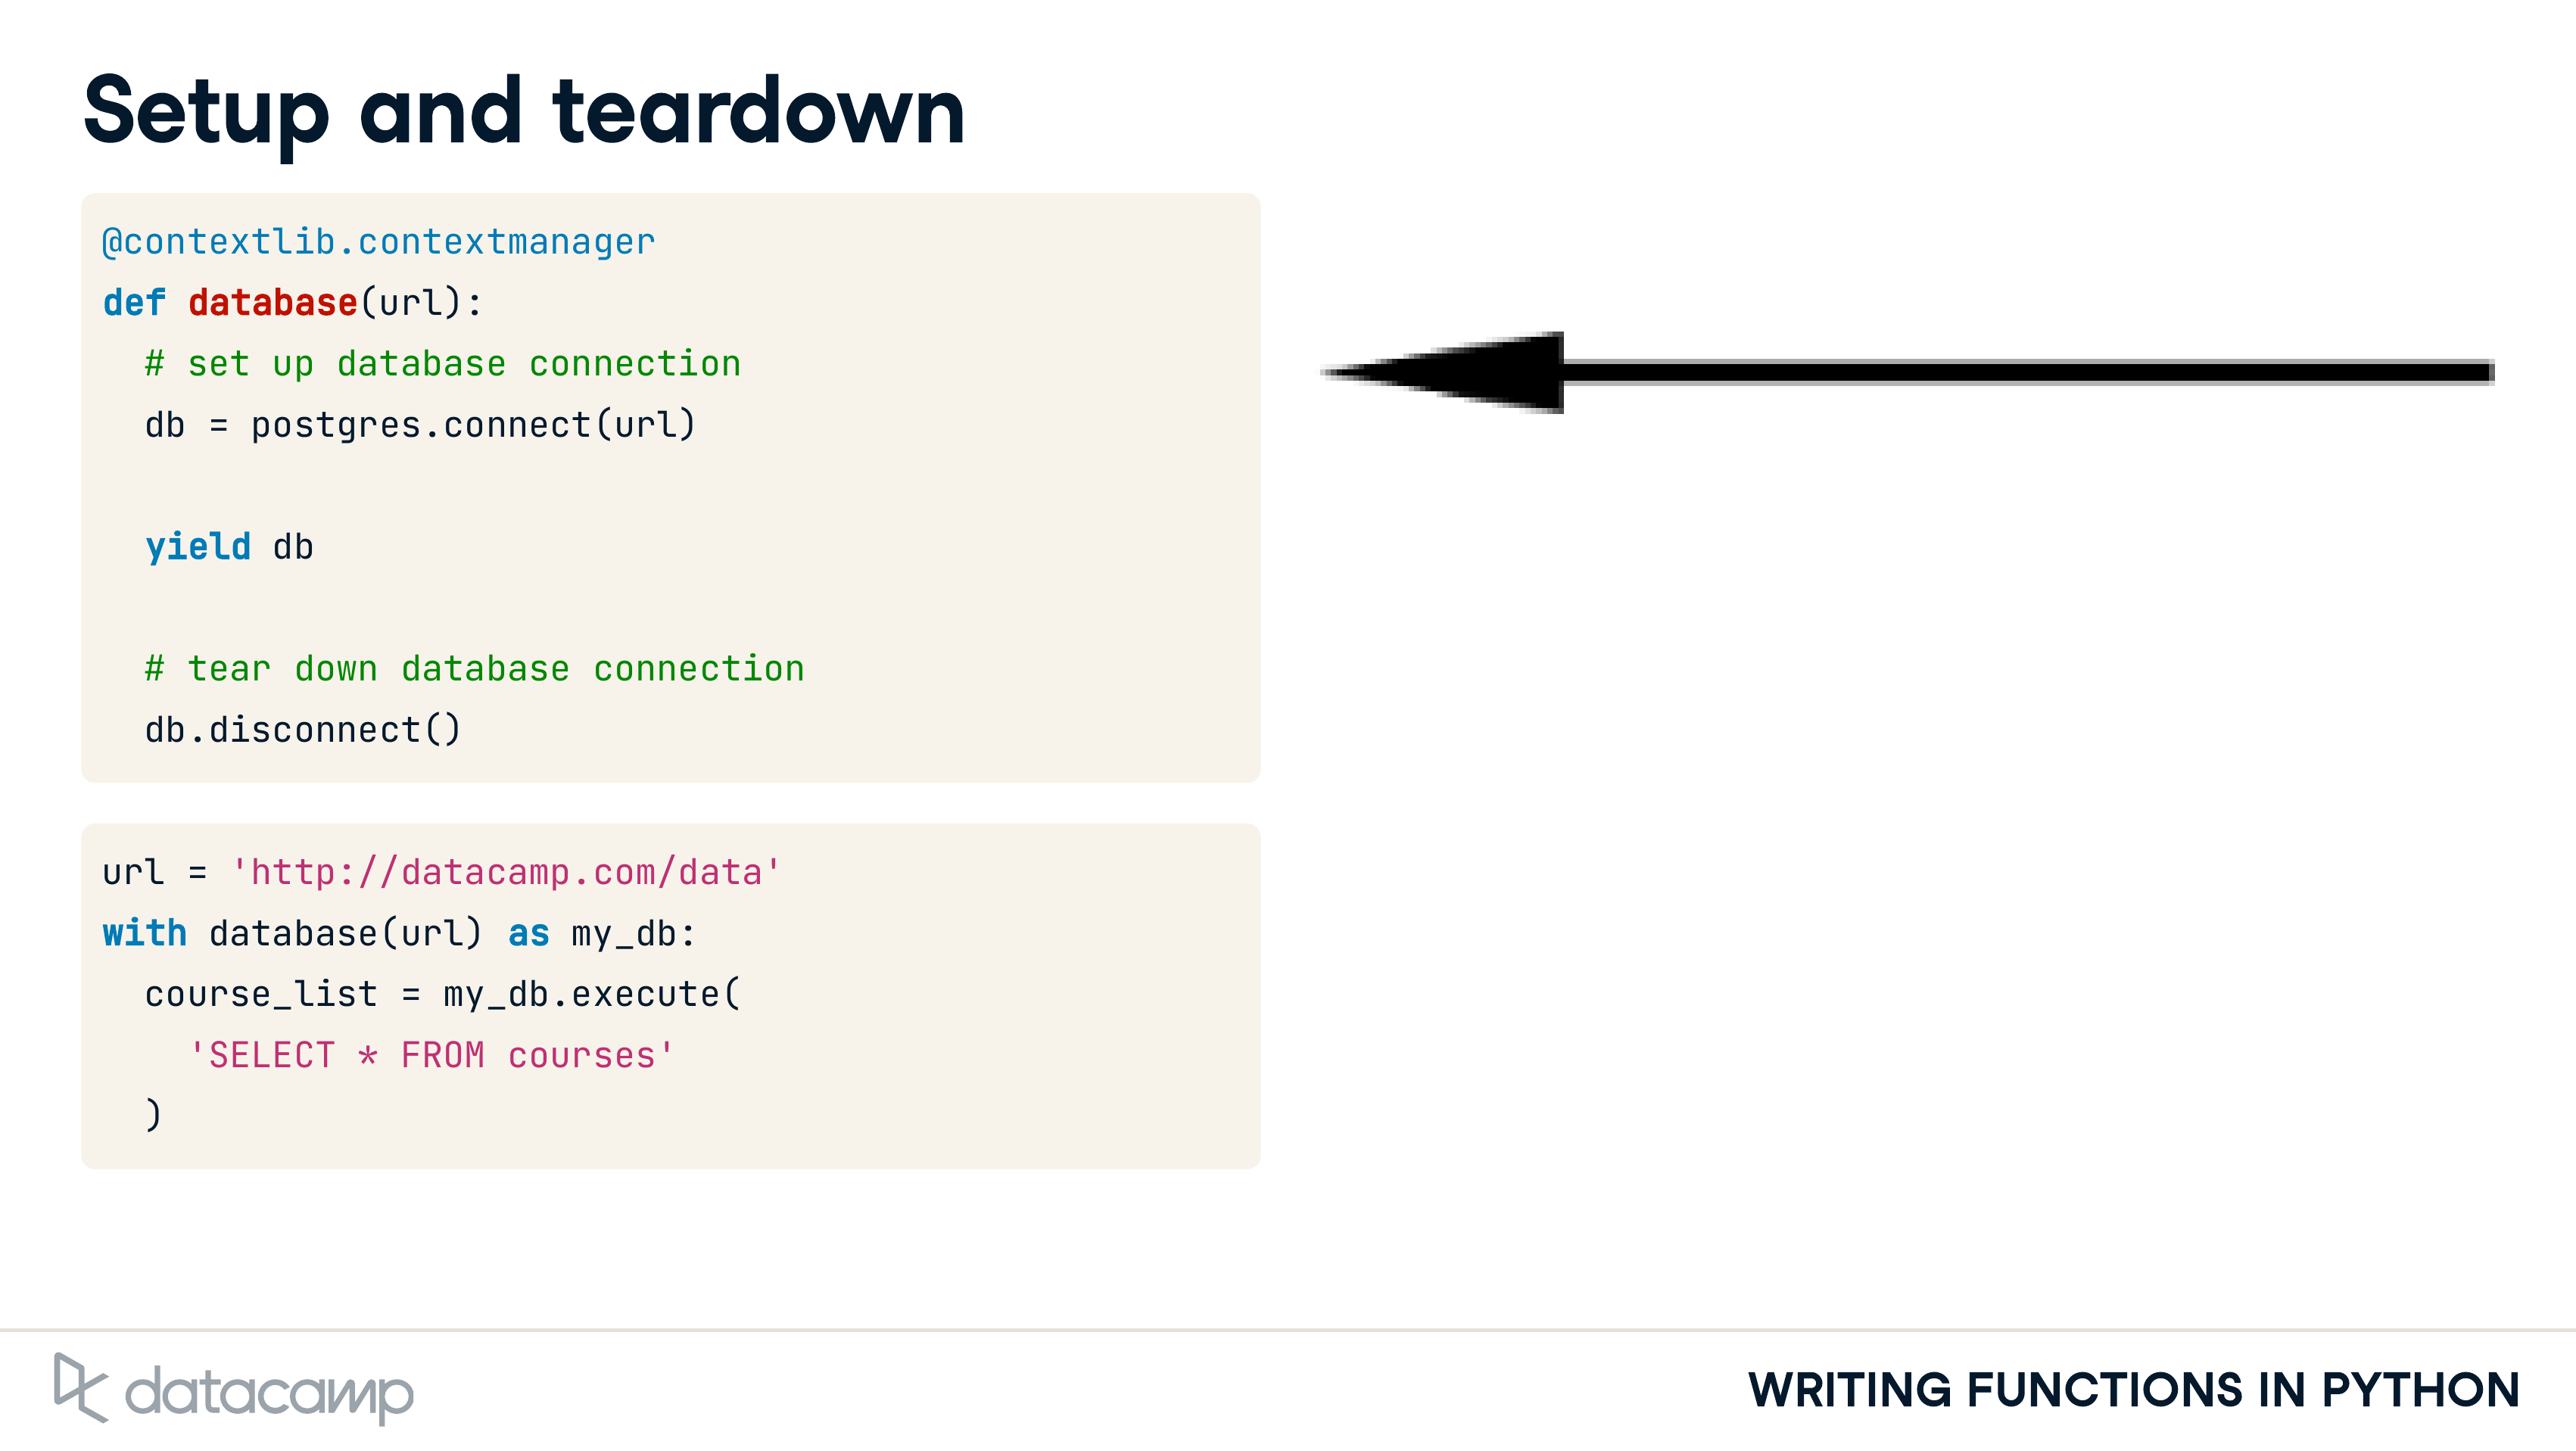 Setup and teardown
@contextlib.contextmanager
def database(url):
  # set up database connection
  db = postgres.connect(url)

  yield db

  # tear down database connection
  db.disconnect()
url = 'http://datacamp.com/data'
with database(url) as my_db:
  course_list = my_db.execute(
    'SELECT * FROM courses'
  )
datacamp
WRITING FUNCTIONS IN PYTHON